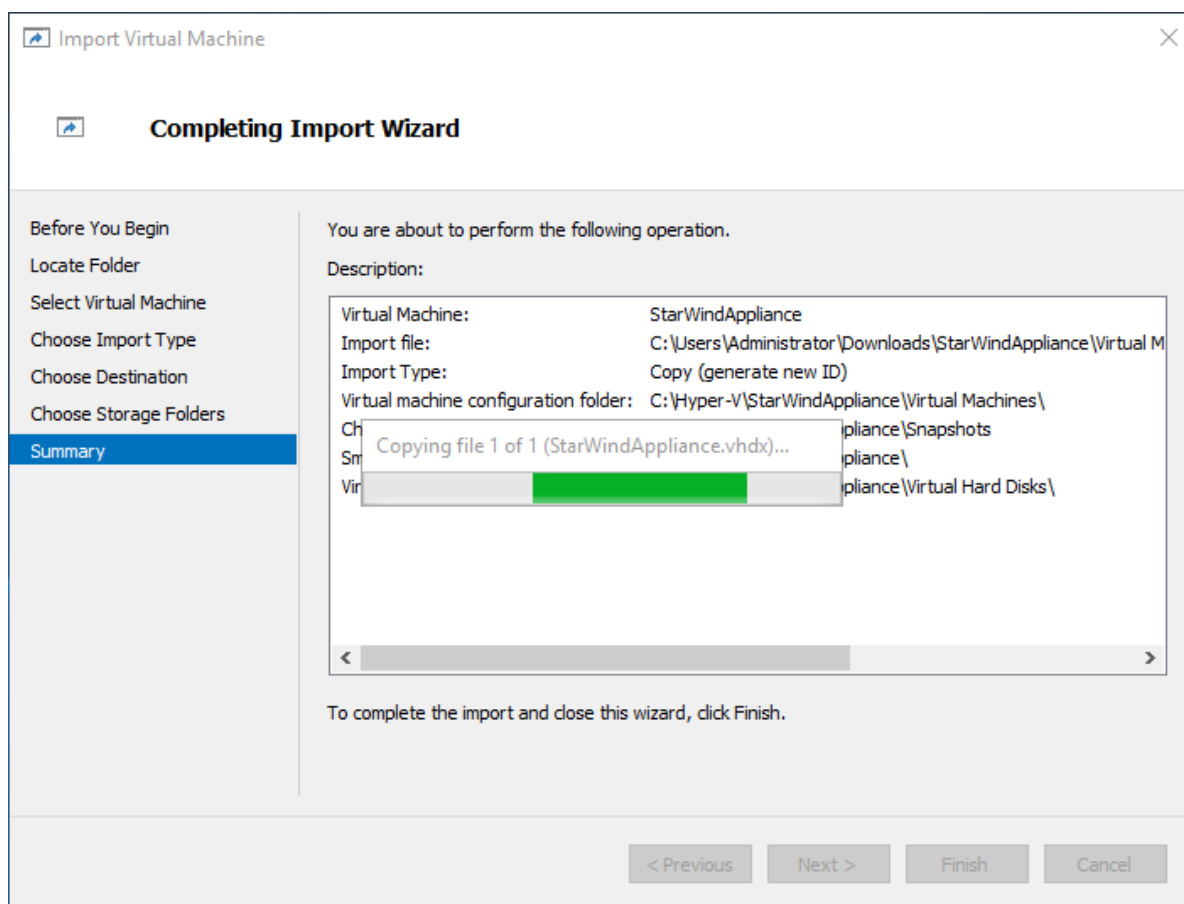 Import Virtual Machine
Completing Import Wizard
Before You Begin
Locate Folder
Select Virtual Machine
Choose Import Type
Choose Destination
Choose Storage Folders
Summary
You are about to perform the following operation.
Description:
Virtual Machine: StarWindAppliance
Import file: C:\Users\Administrator\Downloads\StarWindAppliance\Virtual M
Import Type: Copy (generate new ID)
Virtual machine configuration folder: C:\Hyper-V\StarWindAppliance\Virtual Machines\
Ch pliance\Snapshots
Sm pliance\
Vir pliance\Virtual Hard Disks\
Copying file 1 of 1 (StarWindAppliance.vhdx)...
To complete the import and close this wizard, click Finish.
< Previous Next > Finish Cancel